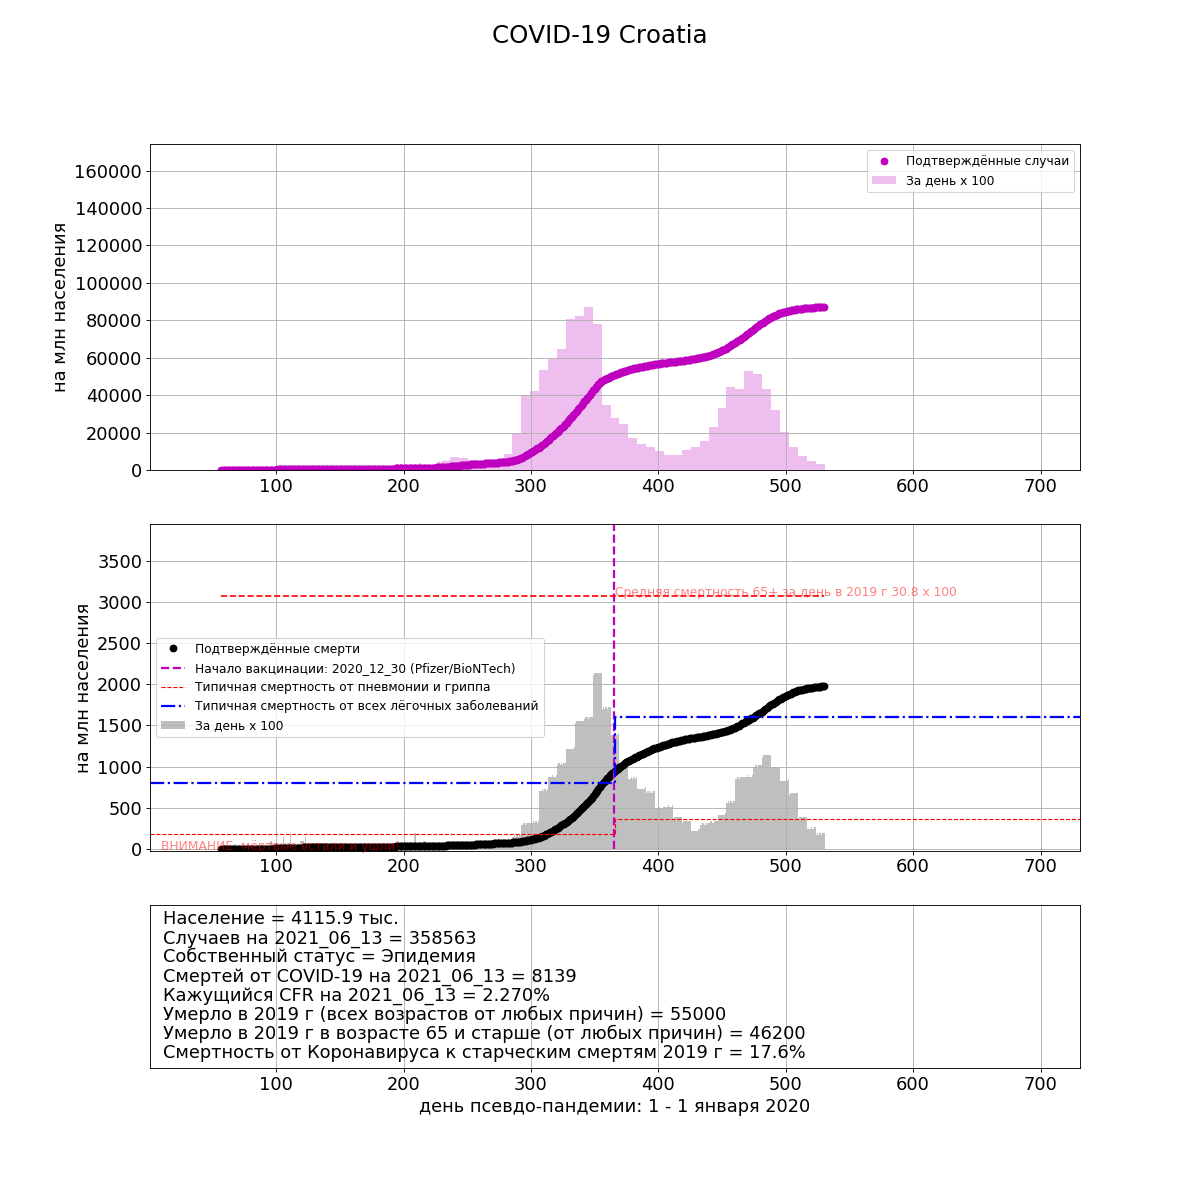 COVID-19 Croatia
на млн населения
160000
140000
120000
100000
80000
60000
40000
20000
0
Подтверждённые случаи
За день x 100
100 200 300 400 500 600 700
на млн населения
3500
3000
2500
2000
1500
1000
500
0
Средняя смертность 65+ за день в 2019 г 30.8 x 100
Подтверждённые смерти
Начало вакцинации: 2020_12_30 (Pfizer/BioNTech)
Типичная смертность от пневмонии и гриппа
Типичная смертность от всех лёгочных заболеваний
За день x 100
ВНИМАНИЕ:
100 200 300 400 500 600 700
Население = 4115.9 тыс.
Случаев на 2021_06_13 = 358563
Собственный статус = Эпидемия
Смертей от COVID-19 на 2021_06_13 = 8139
Кажущийся CFR на 2021_06_13 = 2.270%
Умерло в 2019 г (всех возрастов от любых причин) = 55000
Умерло в 2019 г в возрасте 65 и старше (от любых причин) = 46200
Смертность от Коронавируса к старческим смертям 2019 г = 17.6%
100 200 300 400 500 600 700
день псевдо-пандемии: 1 - 1 января 2020